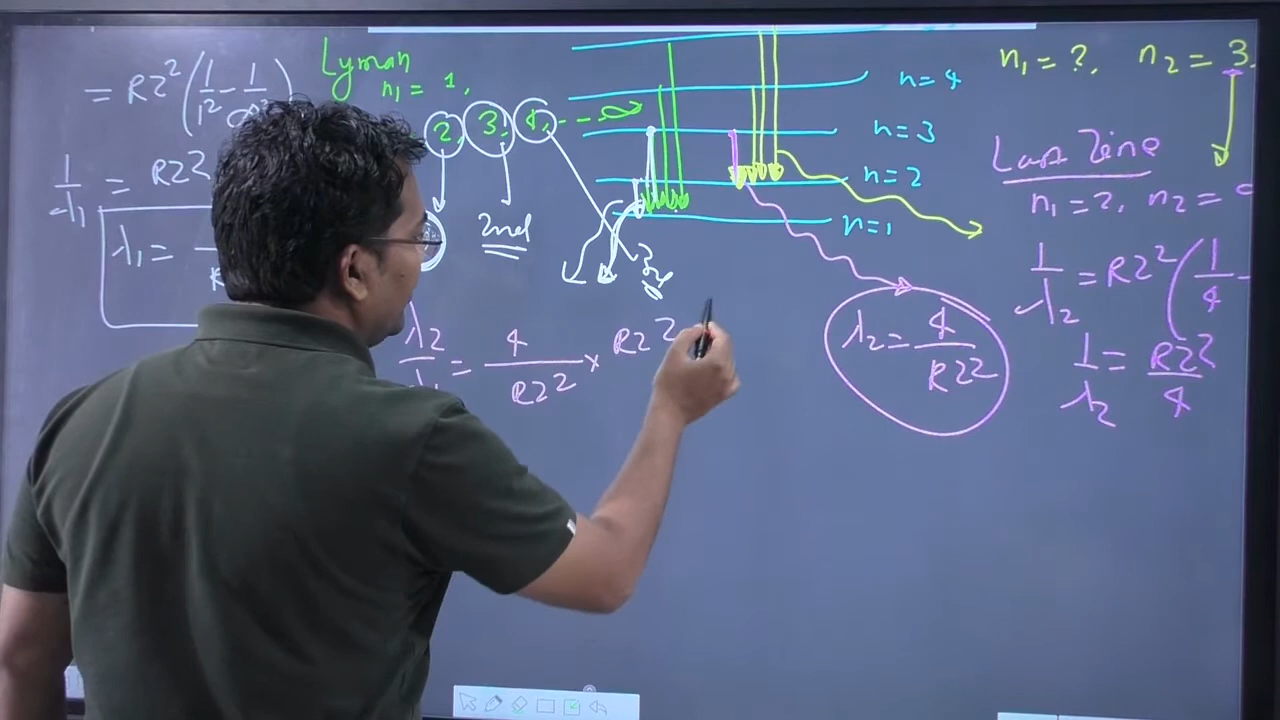 = RZ² (1/1² - 1/∞²)
1/λ₁ = RZ²
λ₁ =
Lyman
n₁ = 1,
2, 3, 4,
2nd
3rd
λ₂/λ₁ = 4/RZ² × RZ²
n=4
n=3
n=2
n=1
λ₂ = 4/RZ²
n₁ = ?, n₂ = 3,
Last Line
n₁ = 2, n₂ =
1/λ₂ = RZ² (1/4 -
1/λ₂ = RZ²/4